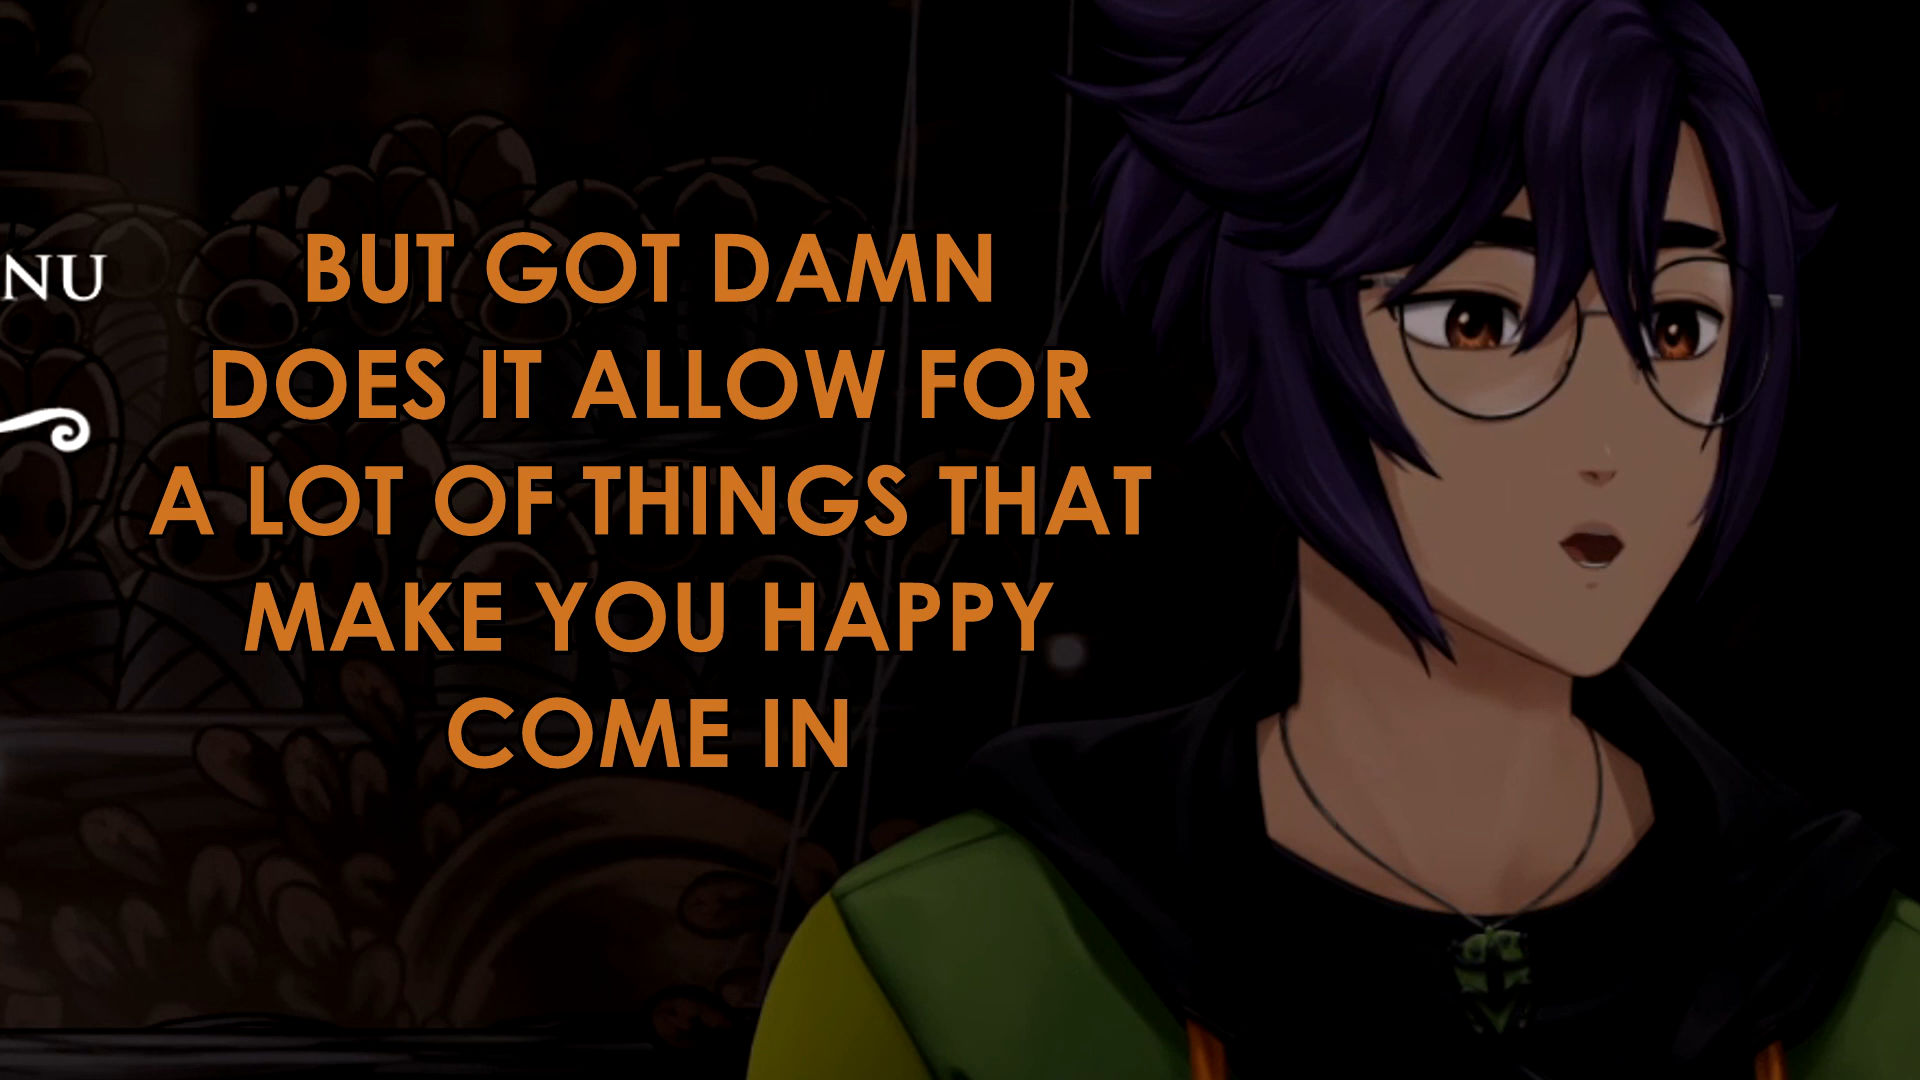 NU
BUT GOT DAMN
DOES IT ALLOW FOR
A LOT OF THINGS THAT
MAKE YOU HAPPY
COME IN